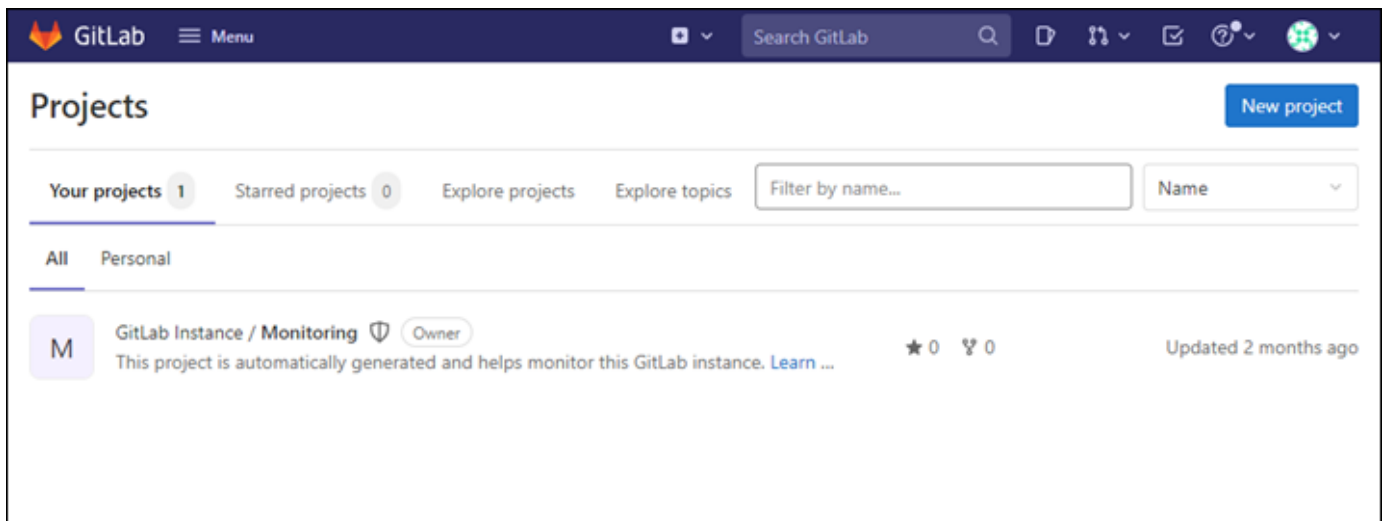 GitLab Menu Search GitLab
Projects New project
Your projects 1 Starred projects 0 Explore projects Explore topics Filter by name... Name
All Personal
M GitLab Instance / Monitoring Owner
This project is automatically generated and helps monitor this GitLab instance. Learn ... 0 0 Updated 2 months ago